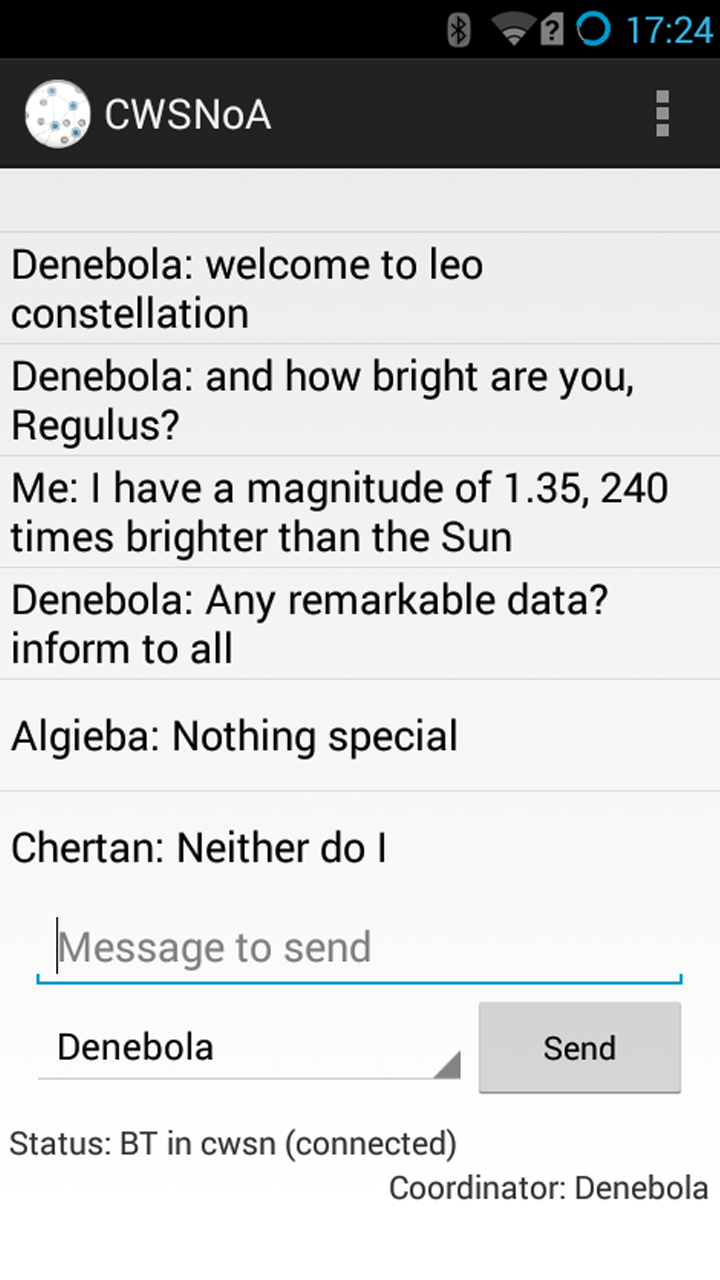 17:24
CWSNoA
Denebola: welcome to leo
constellation
Denebola: and how bright are you,
Regulus?
Me: I have a magnitude of 1.35, 240
times brighter than the Sun
Denebola: Any remarkable data?
inform to all
Algieba: Nothing special
Chertan: Neither do I
Message to send
Denebola
Send
Status: BT in cwsn (connected)
Coordinator: Denebola